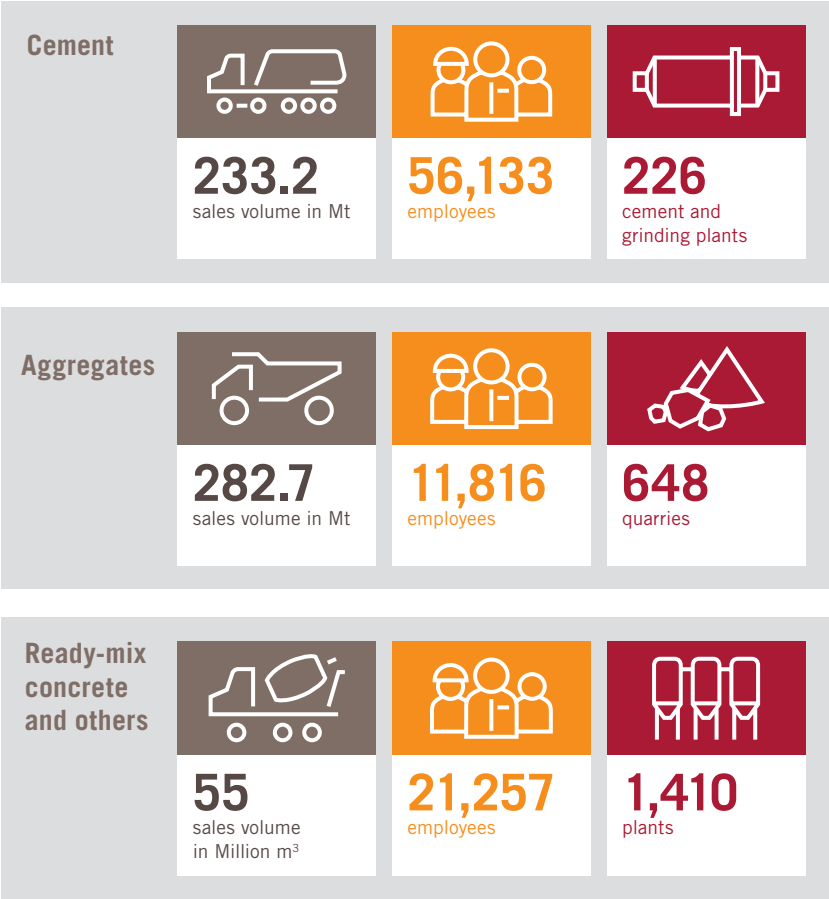 Cement
233.2
sales volume in Mt
56,133
employees
226
cement and
grinding plants
Aggregates
282.7
sales volume in Mt
11,816
employees
648
quarries
Ready-mix
concrete
and others
55
sales volume
in Million m³
21,257
employees
1,410
plants